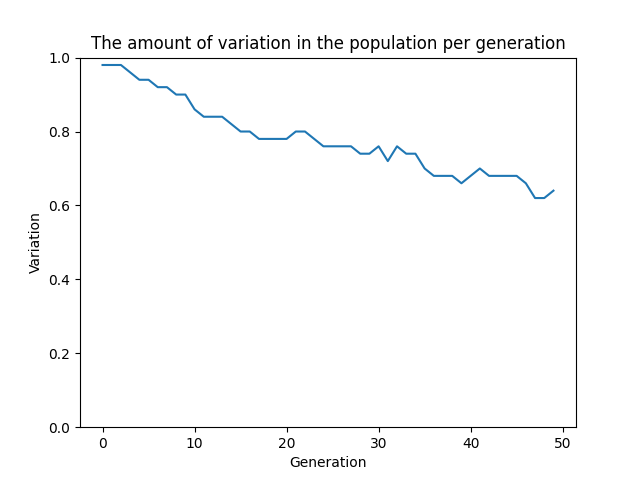 The amount of variation in the population per generation
1.0
0.8
0.6
0.4
0.2
0.0
Variation
0 10 20 30 40 50
Generation